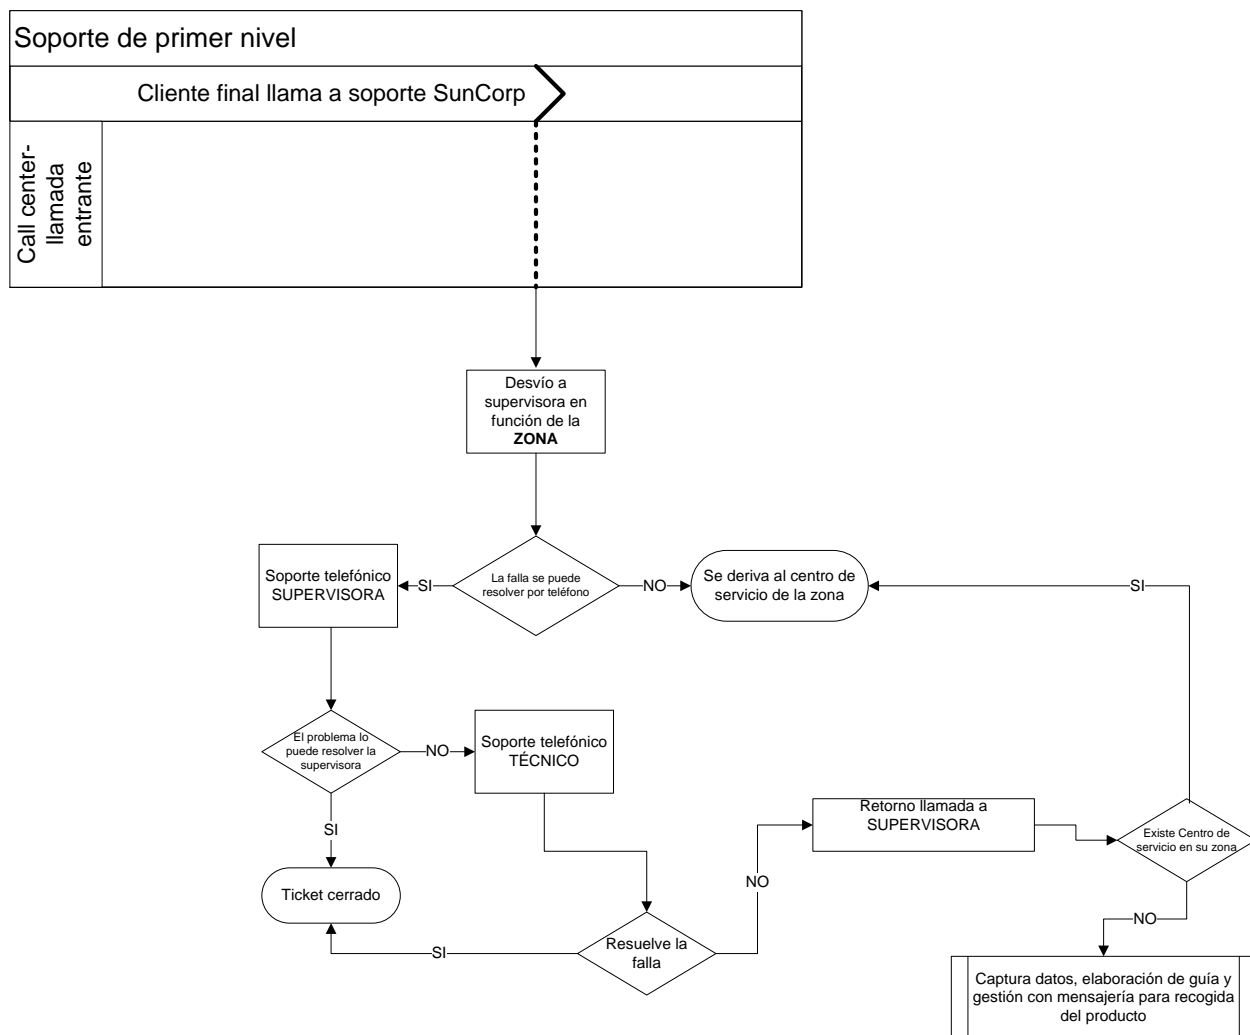 Soporte de primer nivel
Cliente final llama a soporte SunCorp
Call center-
llamada
entrante
Desvío a
supervisora en
función de la
ZONA
La falla se puede
resolver por teléfono
SI
NO
Soporte telefónico
SUPERVISORA
Se deriva al centro de
servicio de la zona
SI
El problema lo
puede resolver la
supervisora
NO
Soporte telefónico
TÉCNICO
SI
Ticket cerrado
Resuelve la
falla
SI
NO
Retorno llamada a
SUPERVISORA
Existe Centro de
servicio en su zona
NO
Captura datos, elaboración de guía y
gestión con mensajería para recogida
del producto